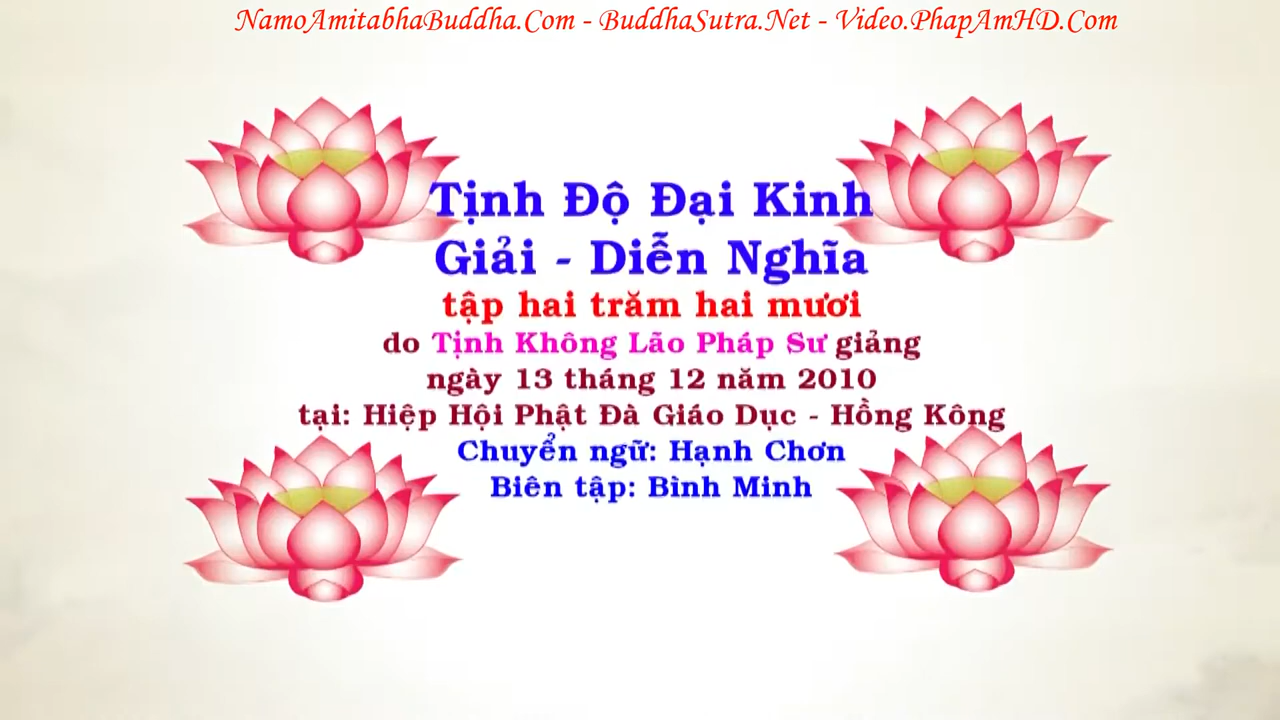 NamoAmitabhaBuddha.Com - BuddhaSutra.Net - Video.PhapAmHD.Com
Tịnh Độ Đại Kinh
Giải - Diễn Nghĩa
tập hai trăm hai mươi
do Tịnh Không Lão Pháp Sư giảng
ngày 13 tháng 12 năm 2010
tại: Hiệp Hội Phật Đà Giáo Dục - Hồng Kông
Chuyển ngữ: Hạnh Chơn
Biên tập: Bình Minh